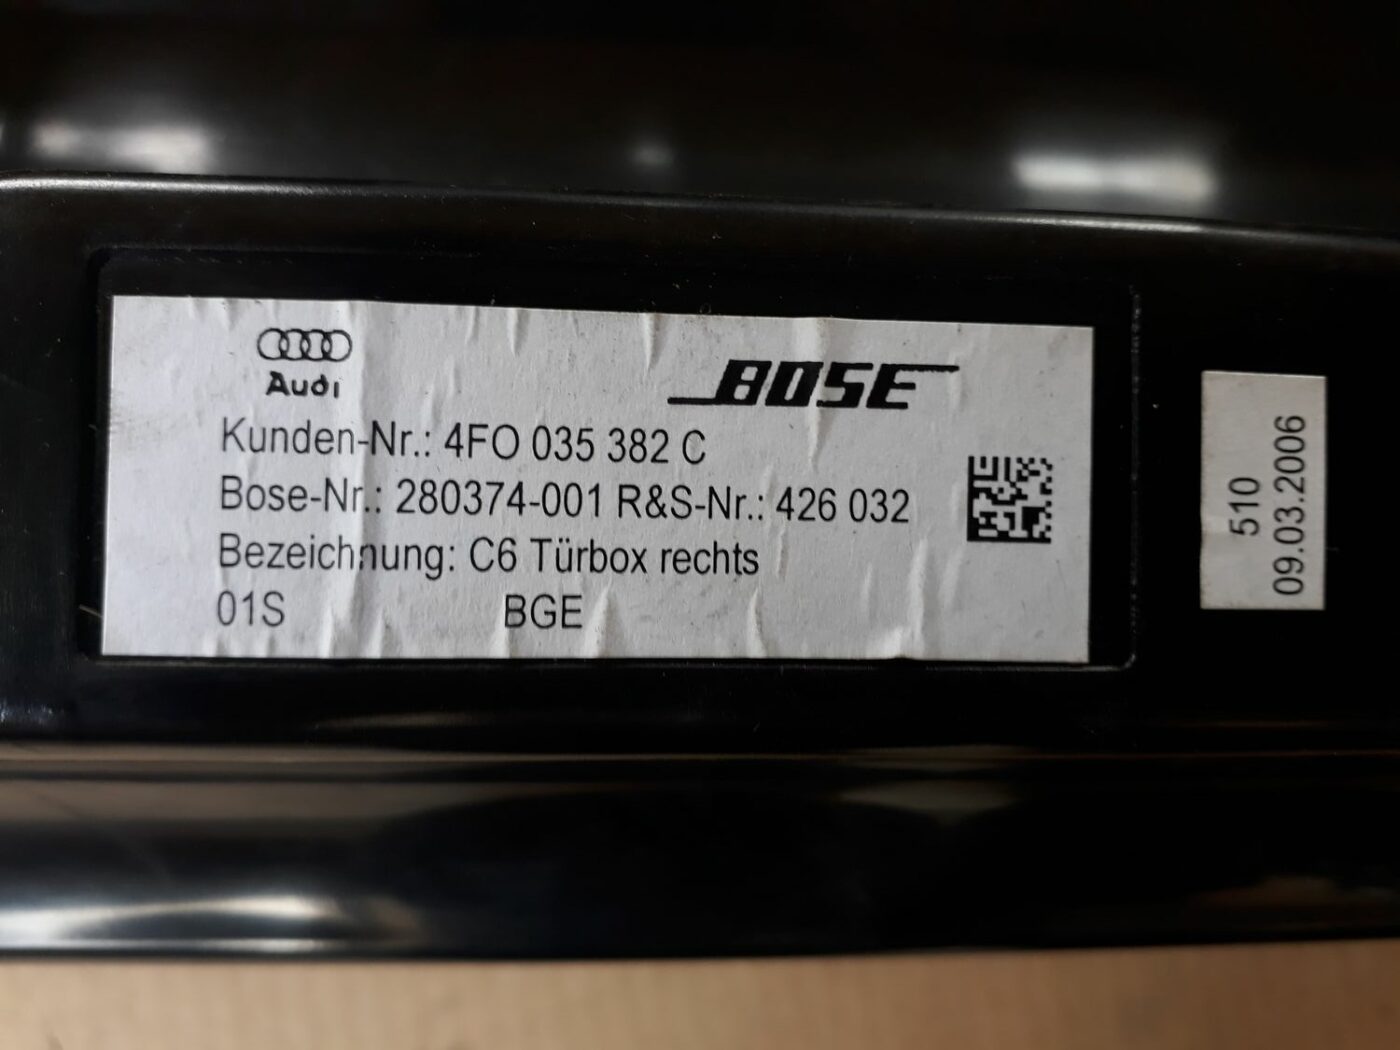 Audi
BOSE
Kunden-Nr.: 4FO 035 382 C
Bose-Nr.: 280374-001 R&S-Nr.: 426 032
Bezeichnung: C6 Türbox rechts
01S BGE
510
09.03.2006